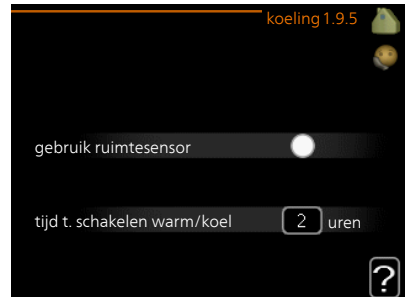 koeling 1.9.5
gebruik ruimtesensor
tijd t. schakelen warm/koel 2 uren
?